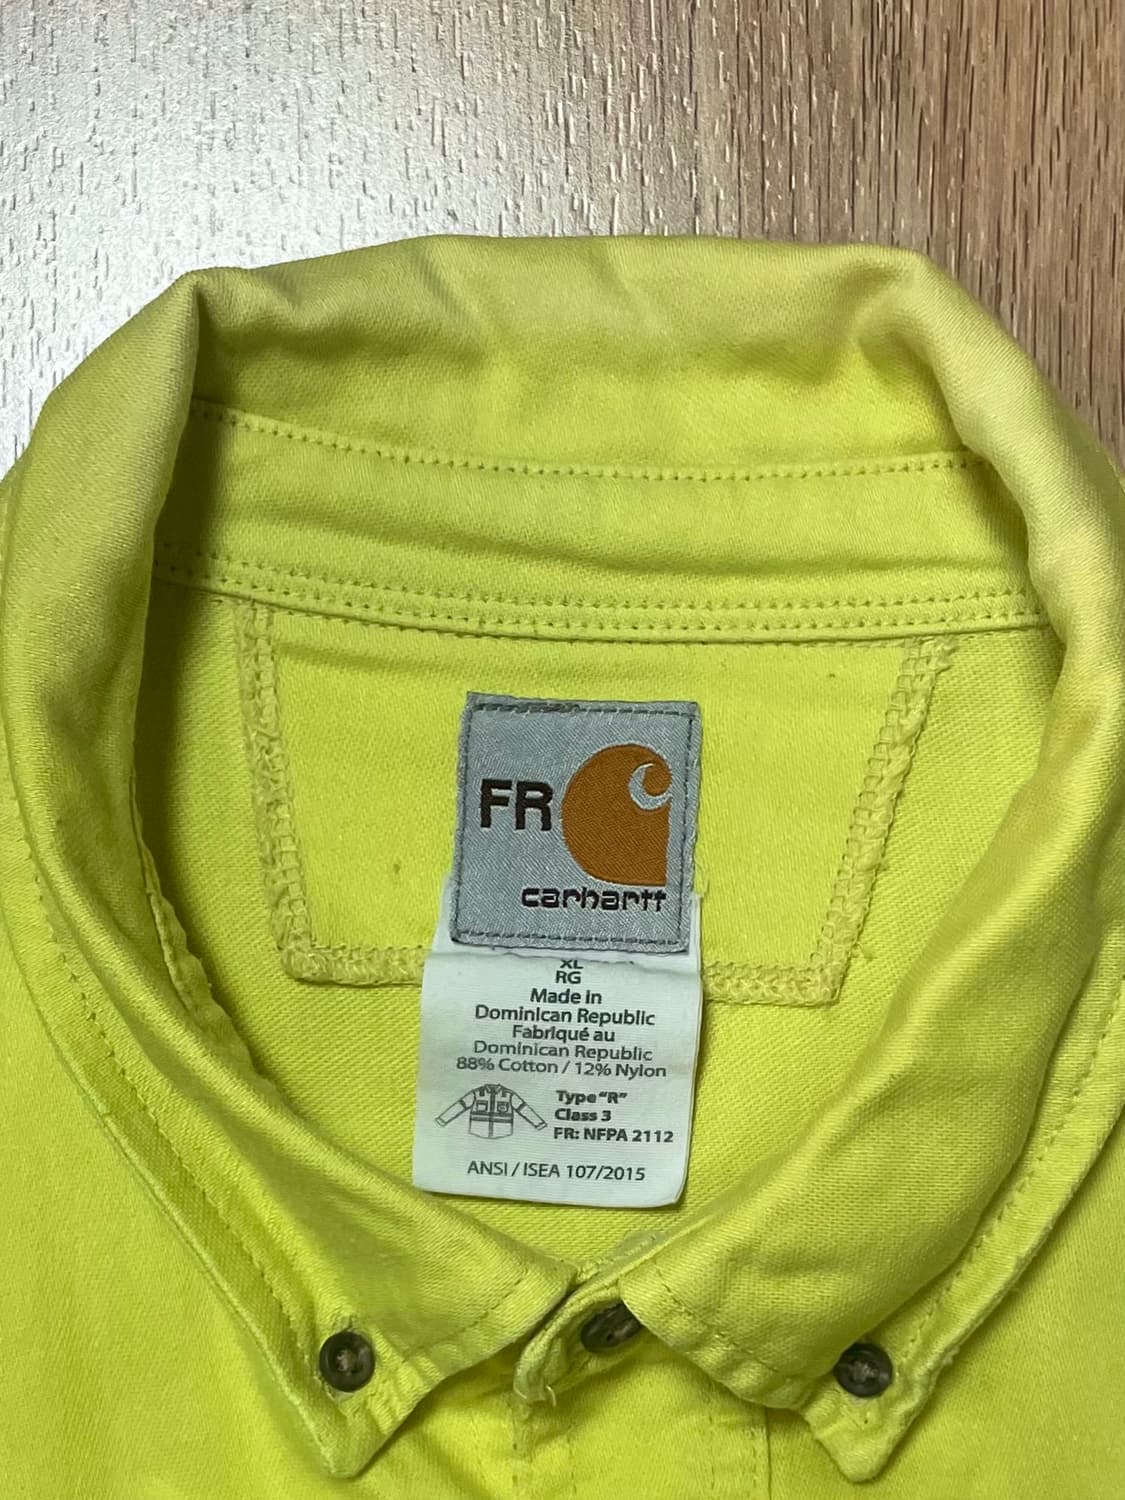 FR
carhartt
XL
RG
Made in
Dominican Republic
Fabriqué au
Dominican Republic
88% Cotton / 12% Nylon
Type "R"
Class 3
FR: NFPA 2112
ANSI / ISEA 107/2015